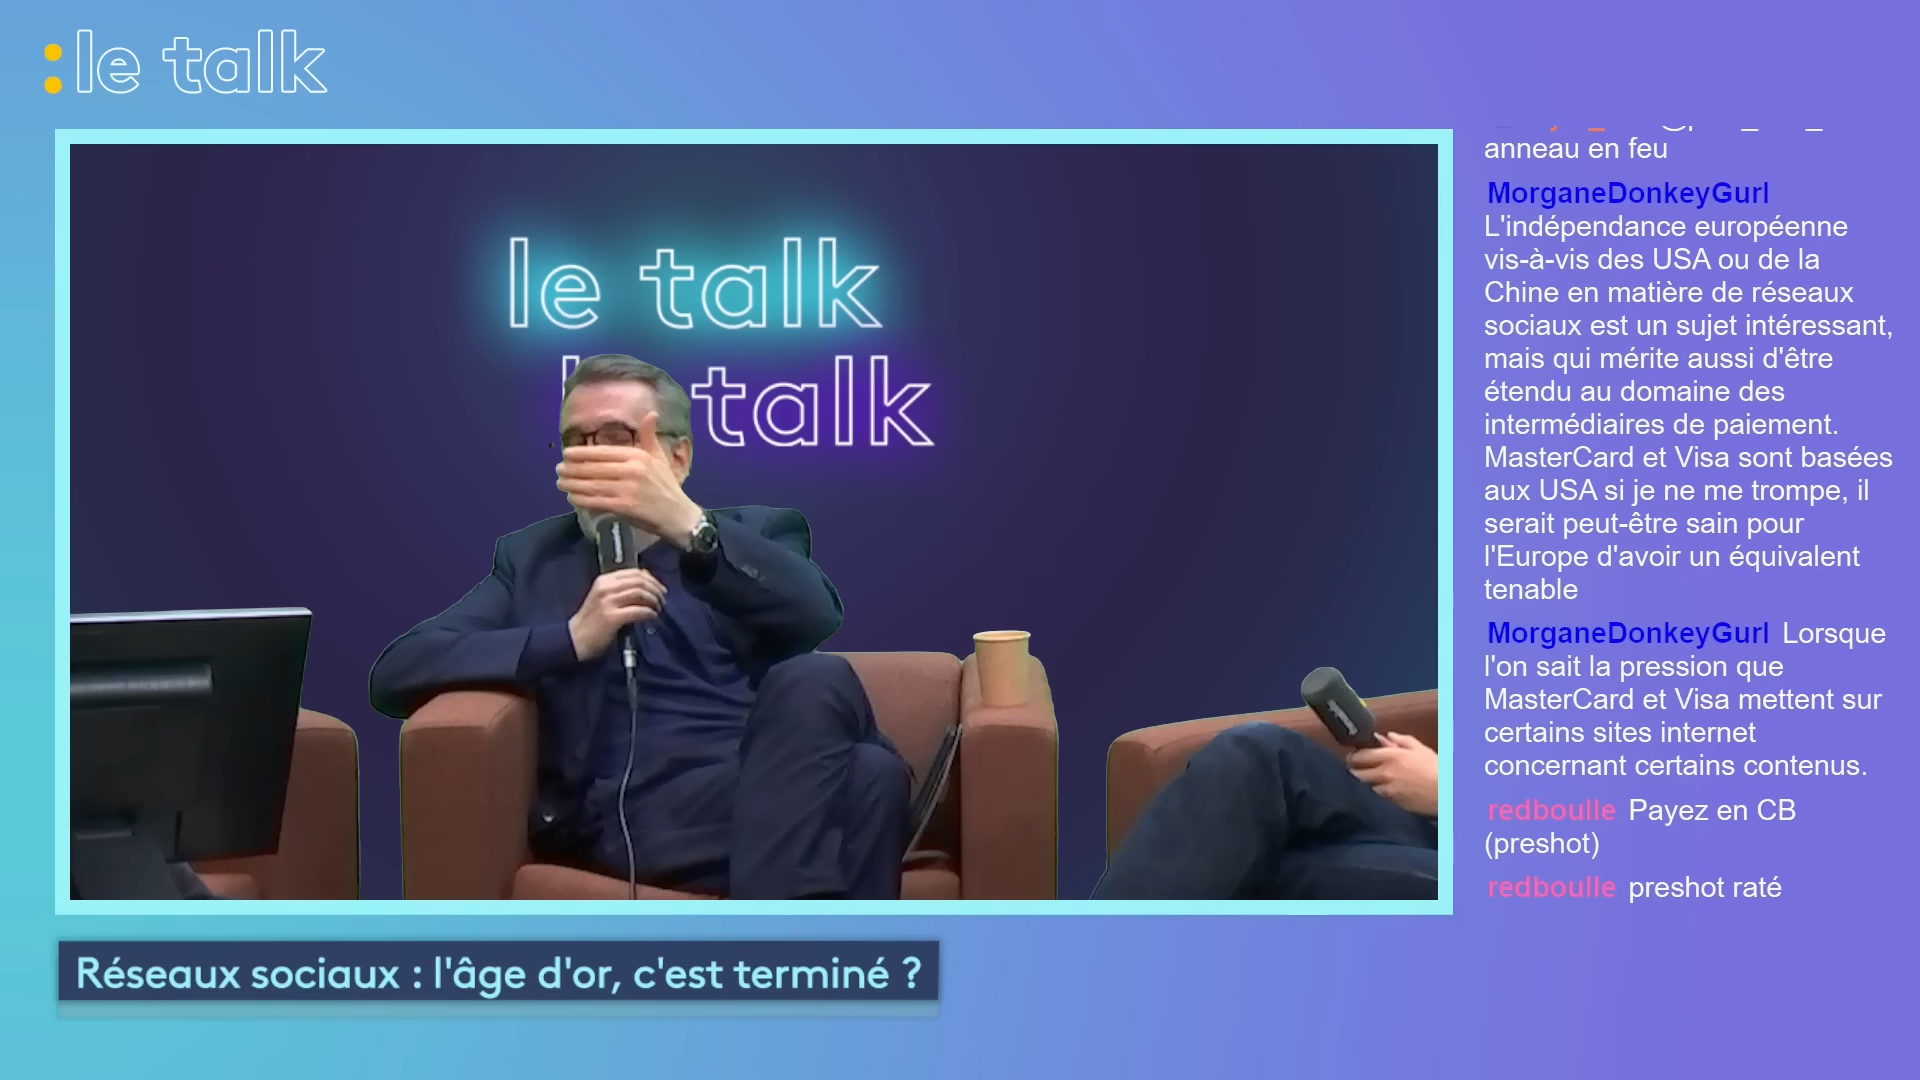 :le talk
le talk
talk
anneau en feu
MorganeDonkeyGurl
L'indépendance européenne
vis-à-vis des USA ou de la
Chine en matière de réseaux
sociaux est un sujet intéressant,
mais qui mérite aussi d'être
étendu au domaine des
intermédiaires de paiement.
MasterCard et Visa sont basées
aux USA si je ne me trompe, il
serait peut-être sain pour
l'Europe d'avoir un équivalent
tenable
MorganeDonkeyGurl Lorsque
l'on sait la pression que
MasterCard et Visa mettent sur
certains sites internet
concernant certains contenus.
redboulle Payez en CB
(preshot)
redboulle preshot raté
Réseaux sociaux : l'âge d'or, c'est terminé ?